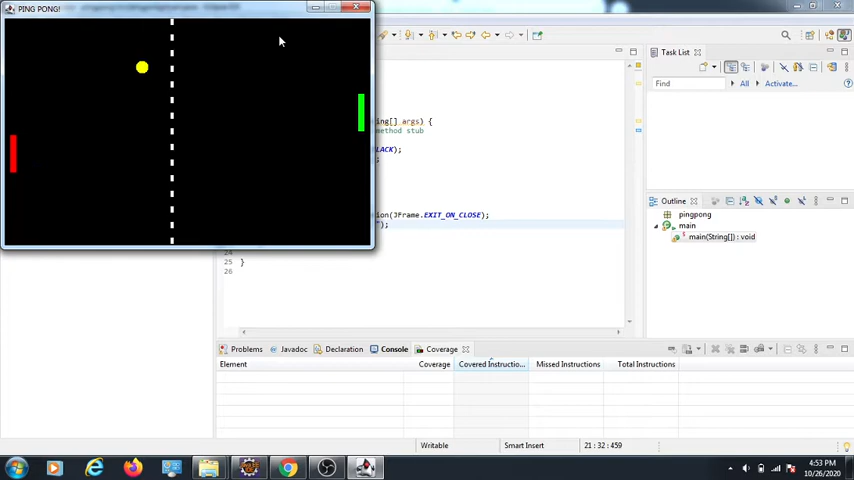 PING PONG!
Task List
Find
All
Activate...
ing[] args) {
method stub
LACK);
ion(JFrame.EXIT_ON_CLOSE);
");
25 }
26
Outline
pingpong
main
main(String[]) : void
Problems Javadoc Declaration Console Coverage
Element Coverage Covered Instructio... Missed Instructions Total Instructions
Writable Smart Insert 21 : 32 : 459
4:53 PM
10/26/2020